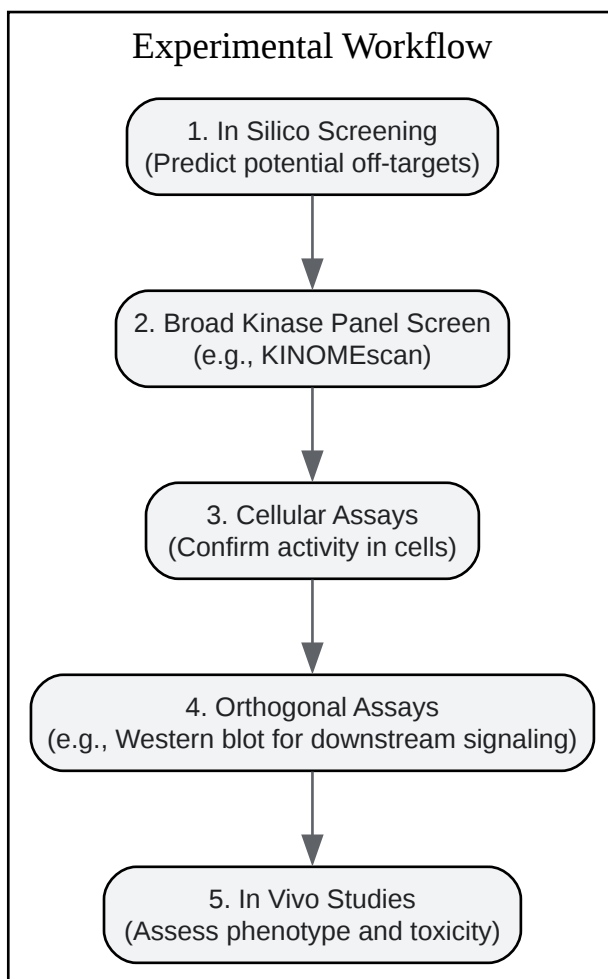 Experimental Workflow
1. In Silico Screening
(Predict potential off-targets)
2. Broad Kinase Panel Screen
(e.g., KINOMEscan)
3. Cellular Assays
(Confirm activity in cells)
4. Orthogonal Assays
(e.g., Western blot for downstream signaling)
5. In Vivo Studies
(Assess phenotype and toxicity)